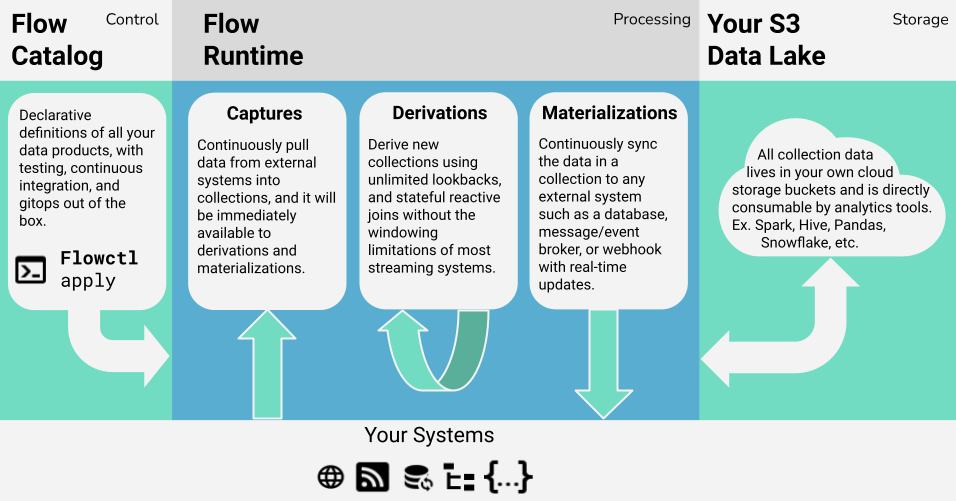 Flow
Catalog
Control
Flow
Runtime
Processing
Your S3
Data Lake
Storage
Declarative
definitions of all your
data products, with
testing, continuous
integration, and
gitops out of the
box.
Flowctl
apply
Captures
Continuously pull
data from external
systems into
collections, and it will
be immediately
available to
derivations and
materializations.
Derivations
Derive new
collections using
unlimited lookbacks,
and stateful reactive
joins without the
windowing
limitations of most
streaming systems.
Materializations
Continuously sync
the data in a
collection to any
external system
such as a database,
message/event
broker, or webhook
with real-time
updates.
All collection data
lives in your own cloud
storage buckets and is directly
consumable by analytics tools.
Ex. Spark, Hive, Pandas,
Snowflake, etc.
Your Systems
{...}